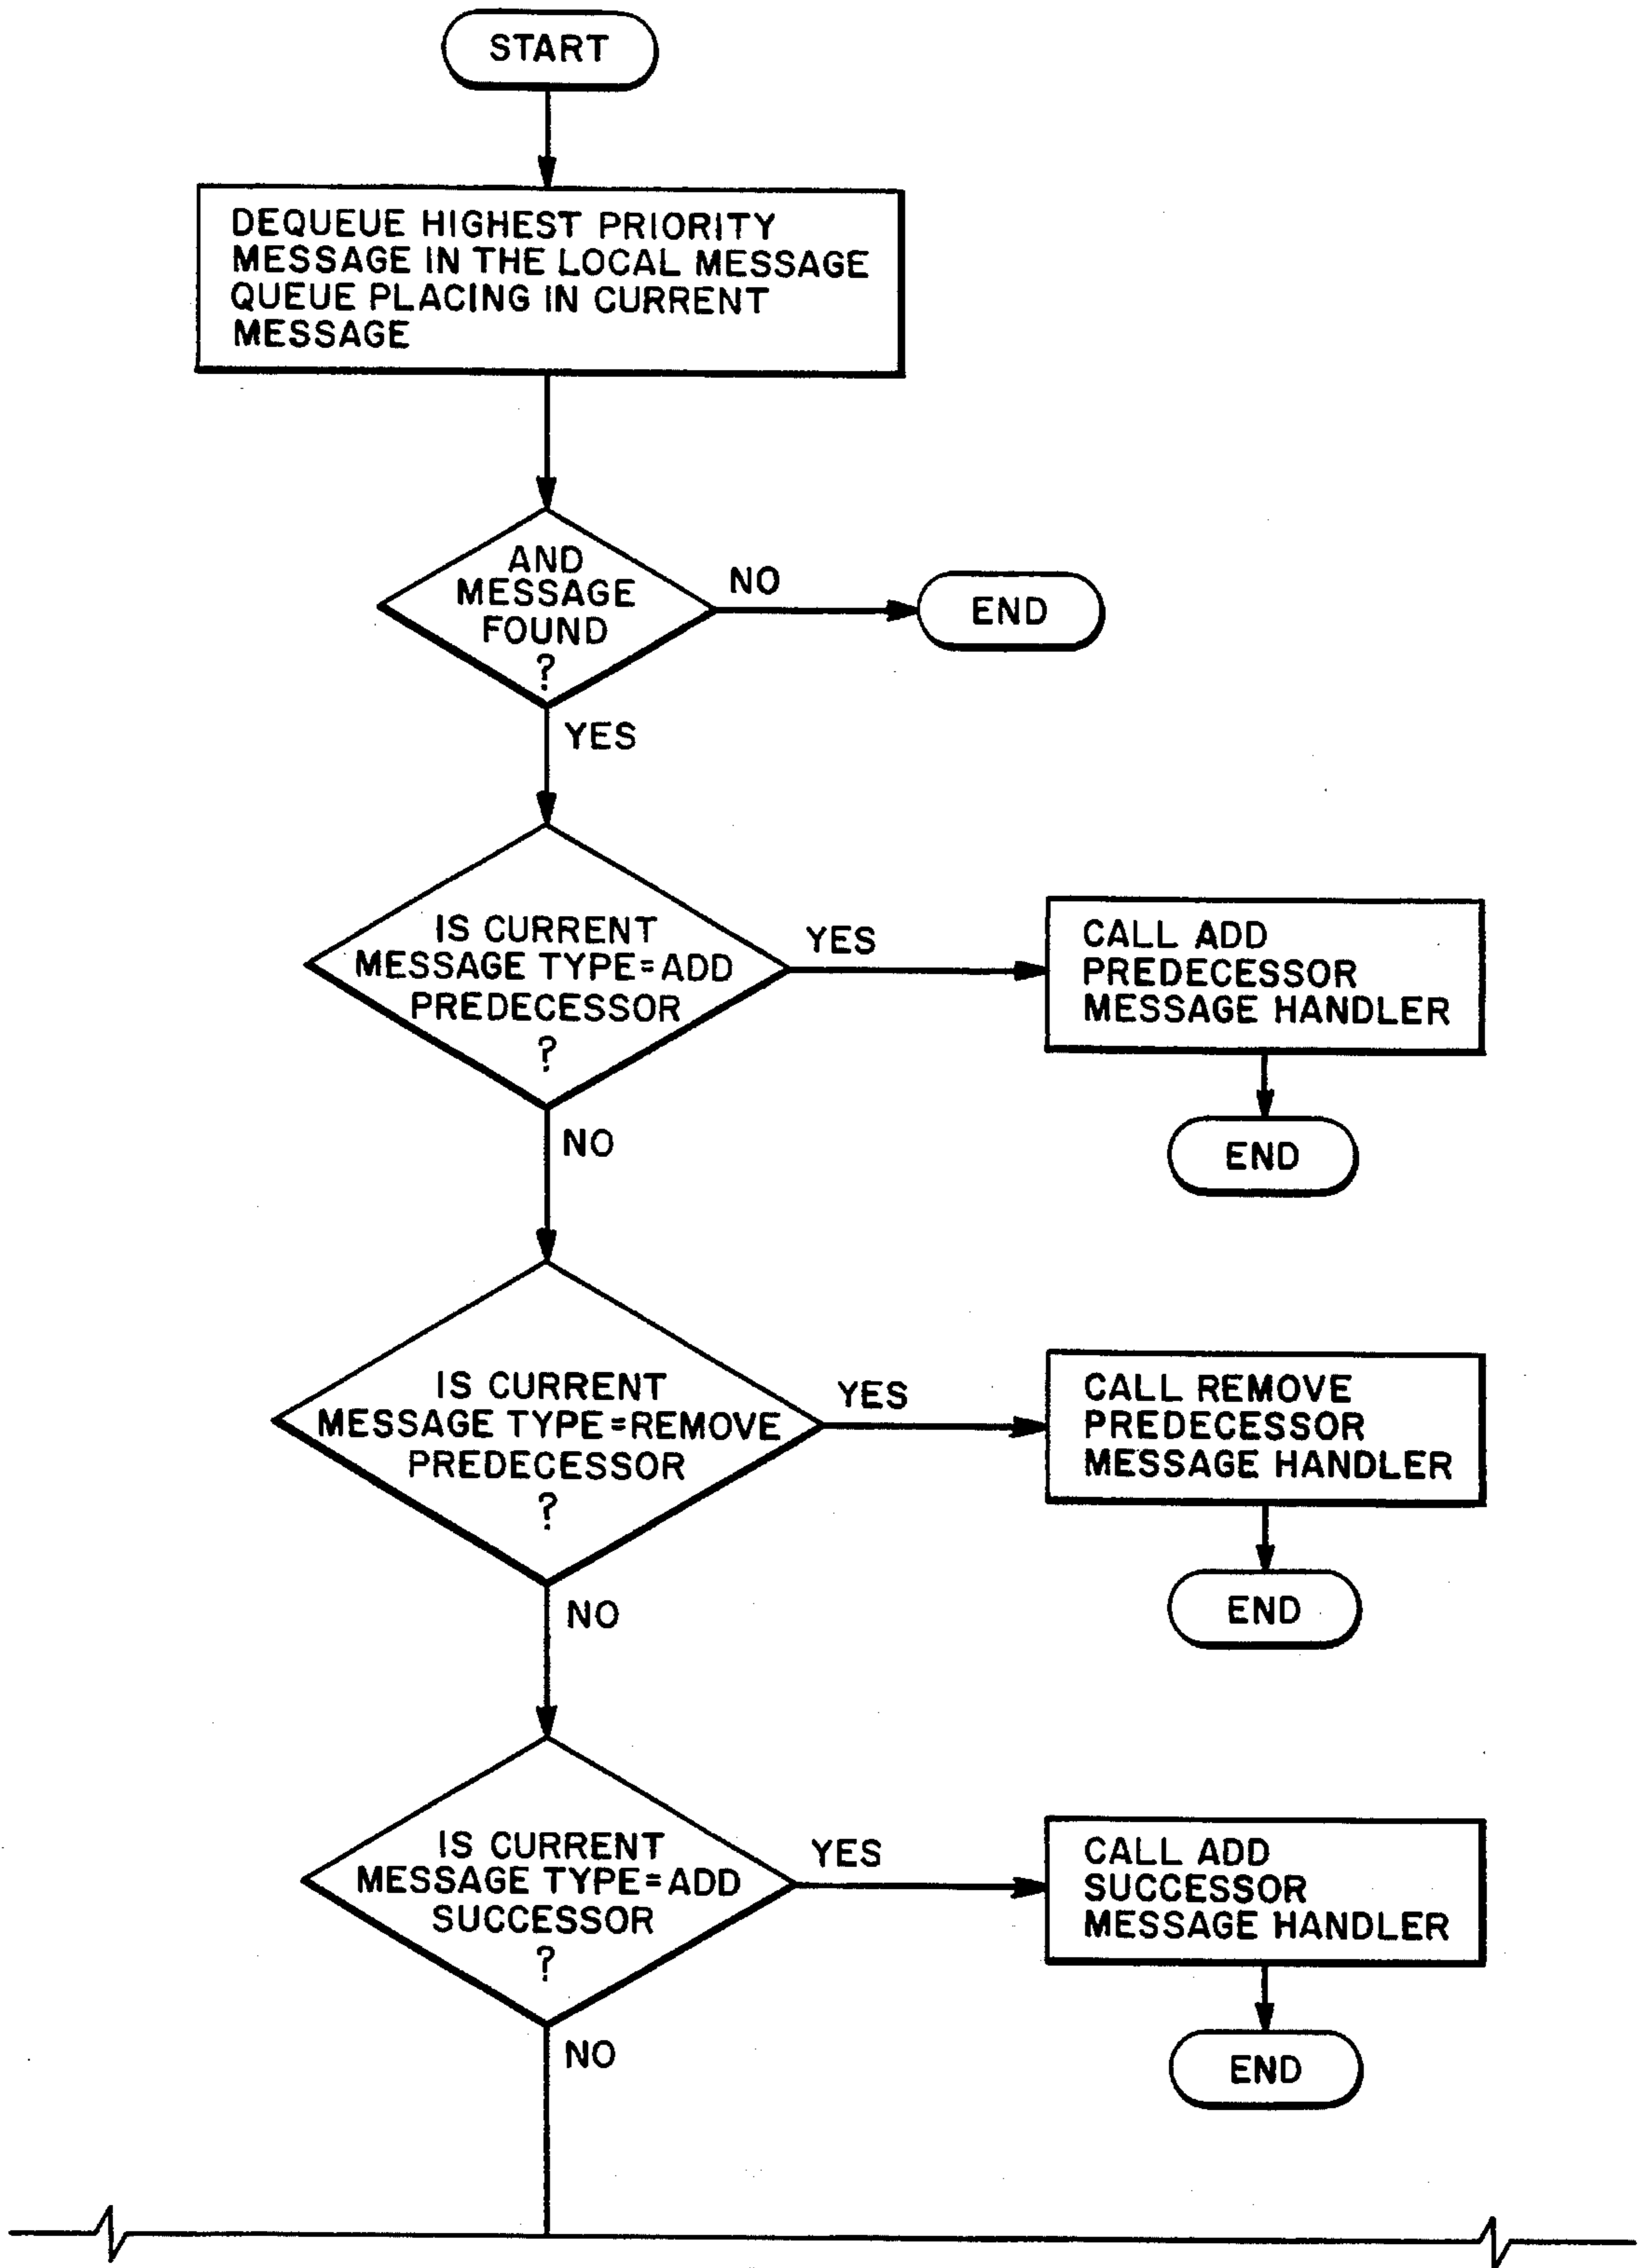 START
DEQUEUE HIGHEST PRIORITY
MESSAGE IN THE LOCAL MESSAGE
QUEUE PLACING IN CURRENT
MESSAGE
AND
MESSAGE
FOUND
?
NO
END
YES
IS CURRENT
MESSAGE TYPE=ADD
PREDECESSOR
?
YES
CALL ADD
PREDECESSOR
MESSAGE HANDLER
END
NO
IS CURRENT
MESSAGE TYPE=REMOVE
PREDECESSOR
?
YES
CALL REMOVE
PREDECESSOR
MESSAGE HANDLER
END
NO
IS CURRENT
MESSAGE TYPE=ADD
SUCCESSOR
?
YES
CALL ADD
SUCCESSOR
MESSAGE HANDLER
END
NO